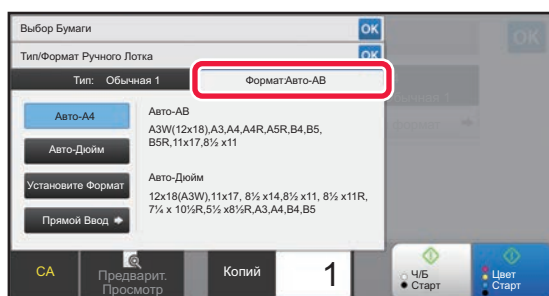 Выбор Бумаги
OK
Тип/Формат Ручного Лотка
OK
Тип: Обычная 1
Формат:Авто-АВ
Авто-А4
Авто-Дюйм
Установите Формат
Прямой Ввод
Авто-АВ
A3W(12x18),A3,A4,A4R,A5R,B4,B5,
B5R,11x17,8½ x11
Авто-Дюйм
12x18(A3W),11x17, 8½ x14,8½ x11, 8½ x11R,
7¼ x 10½R,5½ x8½R,A3,A4,B4,B5
OK
CA
Предварит.
Просмотр
Копий
1
Ч/Б
Старт
Цвет
Старт